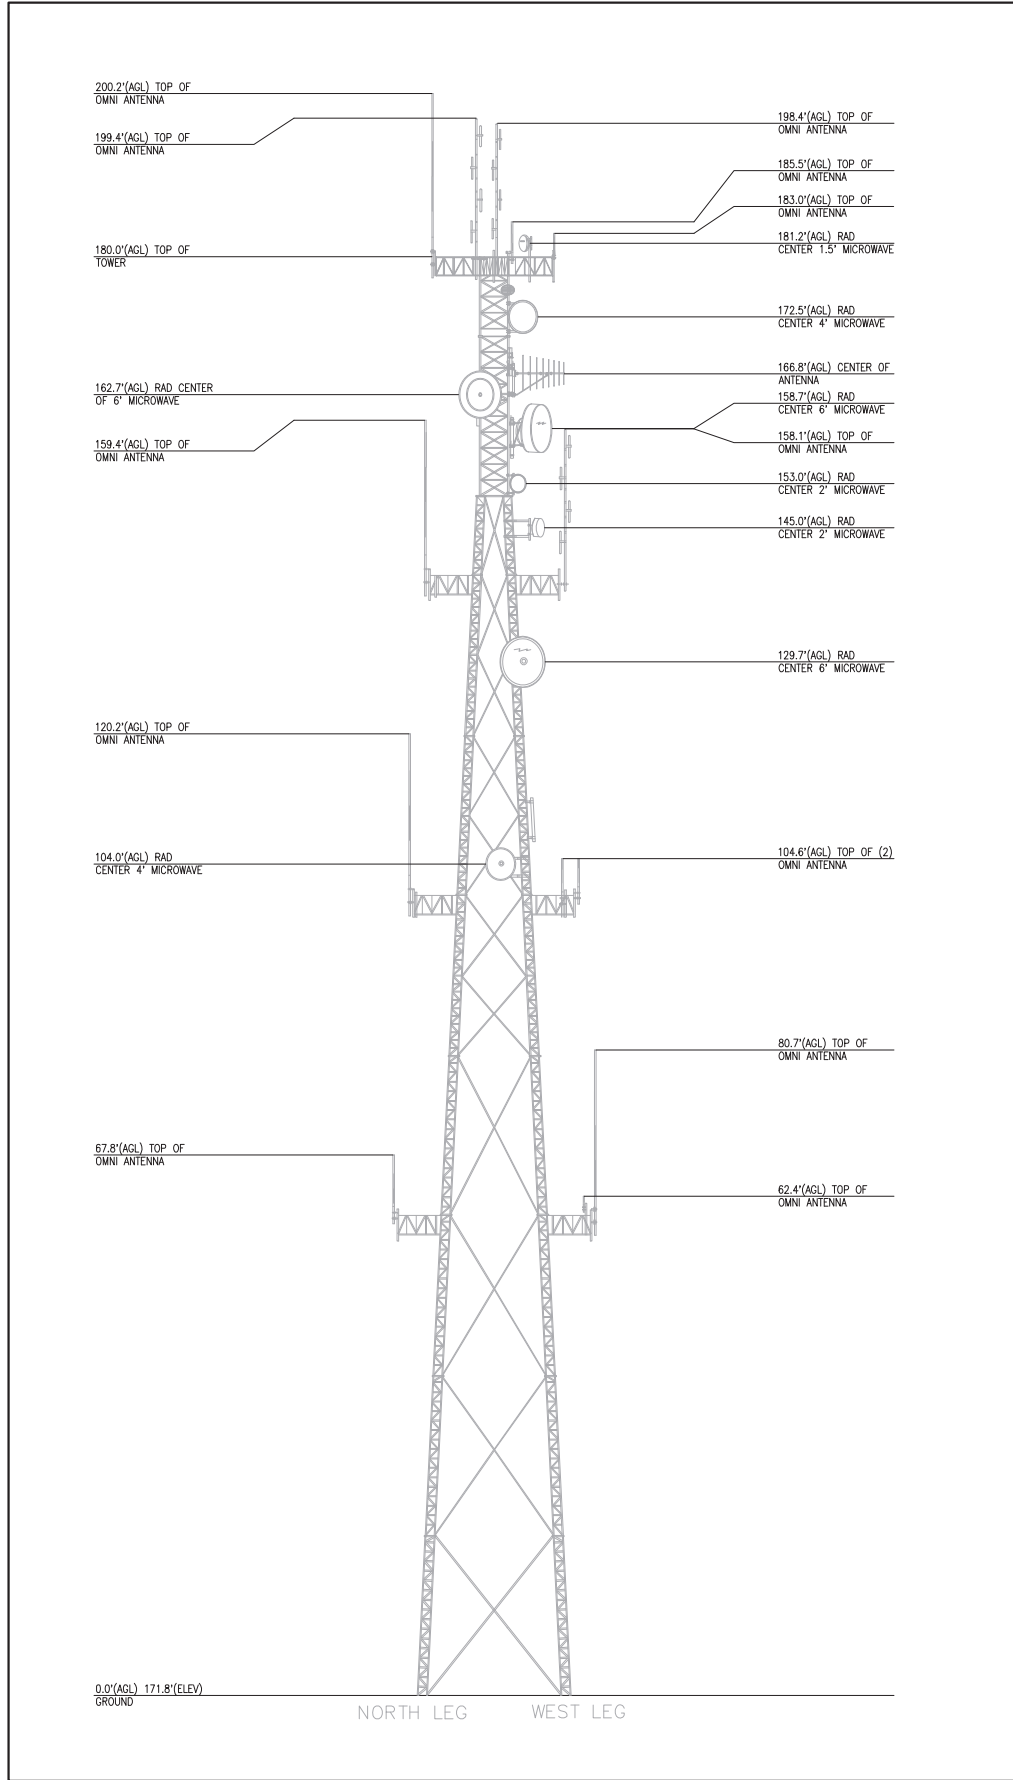 200.2'(AGL) TOP OF
OMNI ANTENNA
199.4'(AGL) TOP OF
OMNI ANTENNA
180.0'(AGL) TOP OF
TOWER
162.7'(AGL) RAD CENTER
OF 6' MICROWAVE
159.4'(AGL) TOP OF
OMNI ANTENNA
120.2'(AGL) TOP OF
OMNI ANTENNA
104.0'(AGL) RAD
CENTER 4' MICROWAVE
67.8'(AGL) TOP OF
OMNI ANTENNA
0.0'(AGL) 171.8'(ELEV)
GROUND
198.4'(AGL) TOP OF
OMNI ANTENNA
185.5'(AGL) TOP OF
OMNI ANTENNA
183.0'(AGL) TOP OF
OMNI ANTENNA
181.2'(AGL) RAD
CENTER 1.5' MICROWAVE
172.5'(AGL) RAD
CENTER 4' MICROWAVE
166.8'(AGL) CENTER OF
ANTENNA
158.7'(AGL) RAD
CENTER 6' MICROWAVE
158.1'(AGL) TOP OF
OMNI ANTENNA
153.0'(AGL) RAD
CENTER 2' MICROWAVE
145.0'(AGL) RAD
CENTER 2' MICROWAVE
129.7'(AGL) RAD
CENTER 6' MICROWAVE
104.6'(AGL) TOP OF (2)
OMNI ANTENNA
80.7'(AGL) TOP OF
OMNI ANTENNA
62.4'(AGL) TOP OF
OMNI ANTENNA
NORTH LEG
WEST LEG